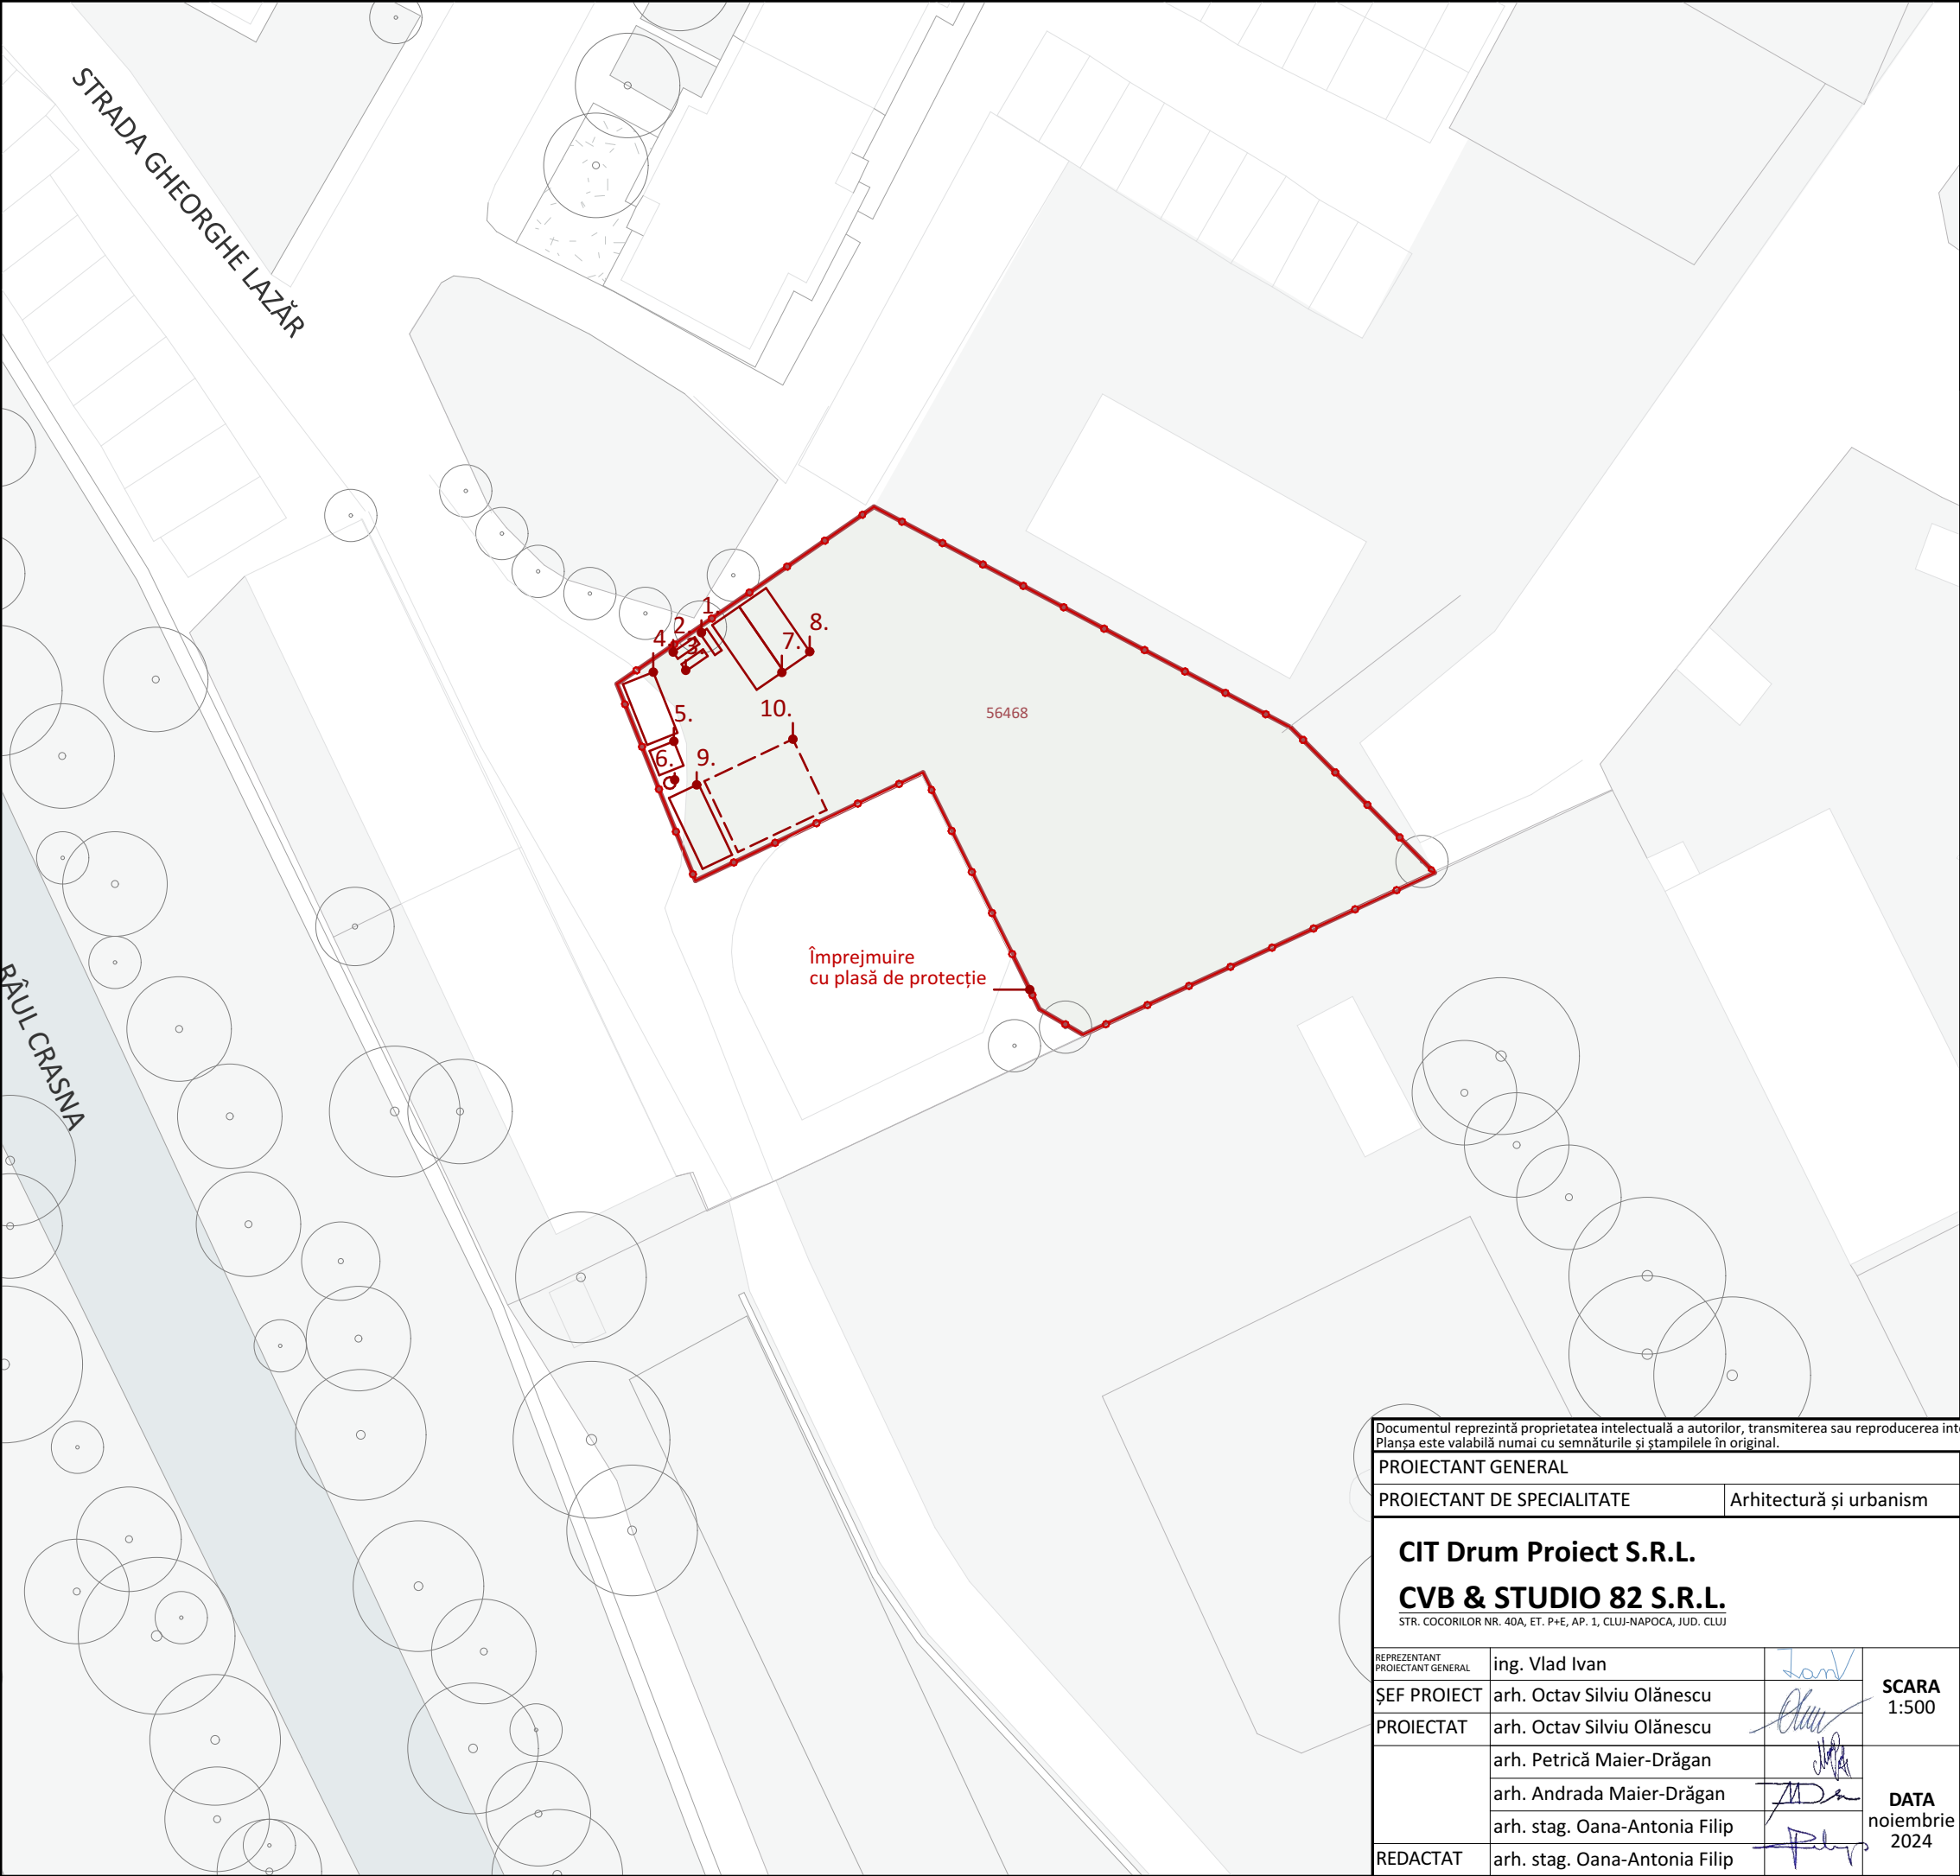 STRADA GHEORGHE LAZĂR
1.
2.
8.
4.
3.
7.
5.
10.
56468
6.
9.
Împrejmuire
cu plasă de protecție
RÂUL CRASNA
Documentul reprezintă proprietatea intelectuală a autorilor, transmiterea sau reproducerea
Planșa este valabilă numai cu semnăturile și ștampilele în original.
PROIECTANT GENERAL
PROIECTANT DE SPECIALITATE Arhitectură și urbanism
CIT Drum Proiect S.R.L.
CVB & STUDIO 82 S.R.L.
STR. COCORILOR NR. 40A, ET. P+E, AP. 1, CLUJ-NAPOCA, JUD. CLUJ
REPREZENTANT
PROIECTANT GENERAL
ing. Vlad Ivan
ȘEF PROIECT arh. Octav Silviu Olănescu
SCARA
1:500
PROIECTAT arh. Octav Silviu Olănescu
arh. Petrică Maier-Drăgan
arh. Andrada Maier-Drăgan
DATA
noiembrie
2024
arh. stag. Oana-Antonia Filip
REDACTAT arh. stag. Oana-Antonia Filip